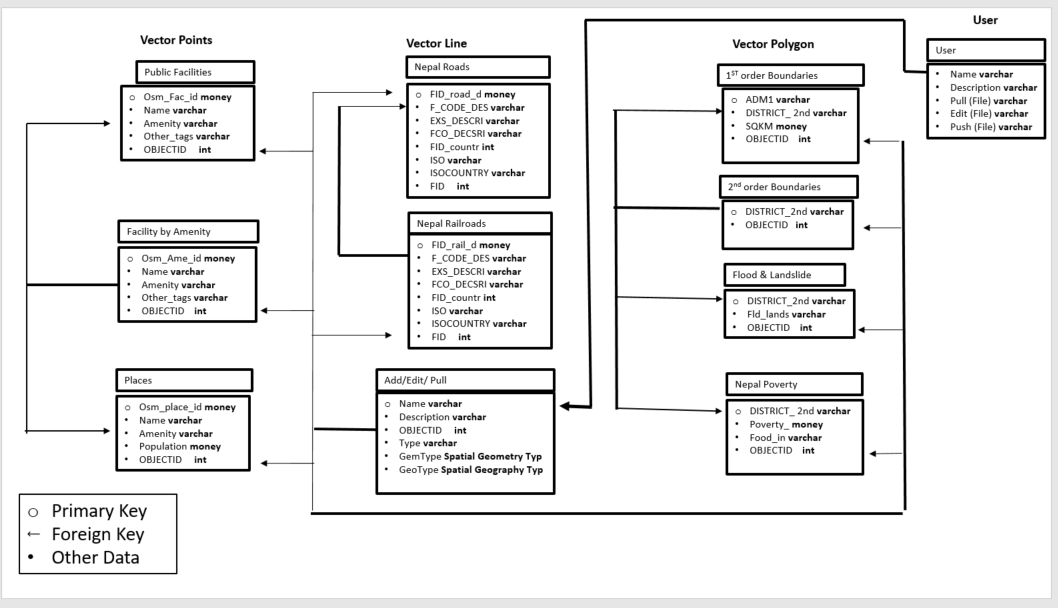 Vector Points
Public Facilities
○ Osm_Fac_id money
• Name varchar
• Amenity varchar
• Other_tags varchar
• OBJECTID int
Facility by Amenity
○ Osm_Ame_id money
• Name varchar
• Amenity varchar
• Other_tags varchar
• OBJECTID int
Places
○ Osm_place_id money
• Name varchar
• Amenity varchar
• Population money
• OBJECTID int
Vector Line
Nepal Roads
○ FID_road_d money
• F_CODE_DES varchar
• EXS_DESCRI varchar
• FCO_DECSRI varchar
• FID_countr int
• ISO varchar
• ISOCOUNTRY varchar
• FID int
Nepal Railroads
○ FID_rail_d money
• F_CODE_DES varchar
• EXS_DESCRI varchar
• FCO_DECSRI varchar
• FID_countr int
• ISO varchar
• ISOCOUNTRY varchar
• FID int
Add/Edit/ Pull
○ Name varchar
• Description varchar
• OBJECTID int
• Type varchar
• GemType Spatial Geometry Typ
• GeoType Spatial Geography Typ
Vector Polygon
1ST order Boundaries
○ ADM1 varchar
• DISTRICT_ 2nd varchar
• SQKM money
• OBJECTID int
2nd order Boundaries
○ DISTRICT_2nd varchar
• OBJECTID int
Flood & Landslide
○ DISTRICT_2nd varchar
• Fld_lands varchar
• OBJECTID int
Nepal Poverty
○ DISTRICT_ 2nd varchar
• Poverty_ money
• Food_in varchar
• OBJECTID int
User
User
• Name varchar
• Description varchar
• Pull (File) varchar
• Edit (File) varchar
• Push (File) varchar
○ Primary Key
← Foreign Key
• Other Data